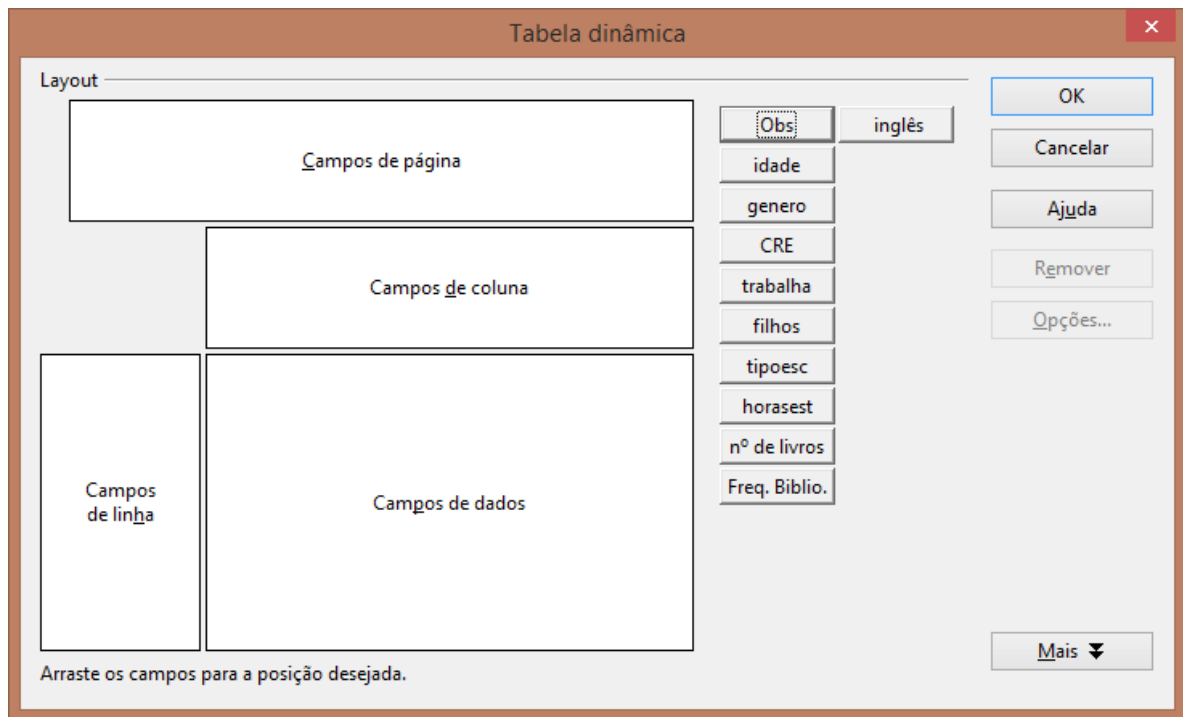 Tabela dinâmica
Layout
Campos de página
Campos de coluna
Campos
de linha
Campos de dados
Arraste os campos para a posição desejada.
Obs
inglês
idade
genero
CRE
trabalha
filhos
tipoesc
horasest
nº de livros
Freq. Biblio.
OK
Cancelar
Ajuda
Remover
Opções...
Mais